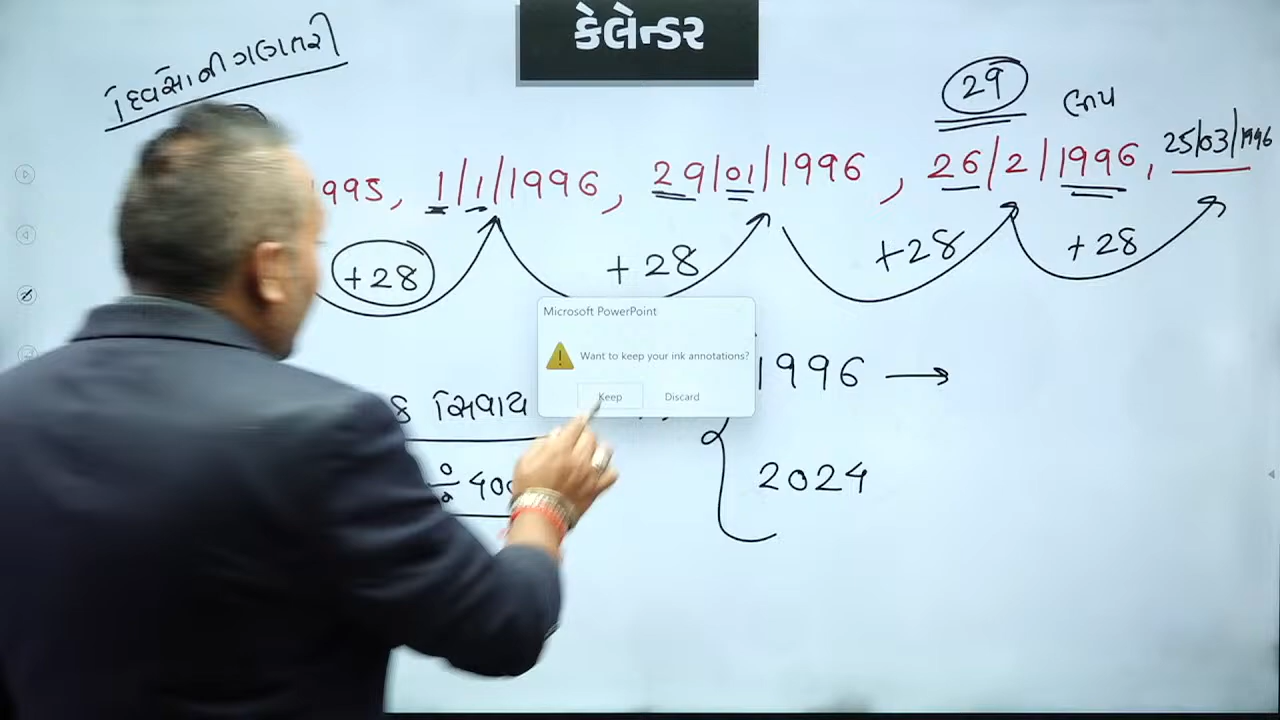 કેલેન્ડર
દિવસોની ગણતરી
29
1995, 1/1/1996, 29/01/1996, 26/2/1996, 25/03/1996
+28 +28 +28 +28
Microsoft PowerPoint
Want to keep your ink annotations?
Keep Discard
1996 →
સિવાય
400
2024